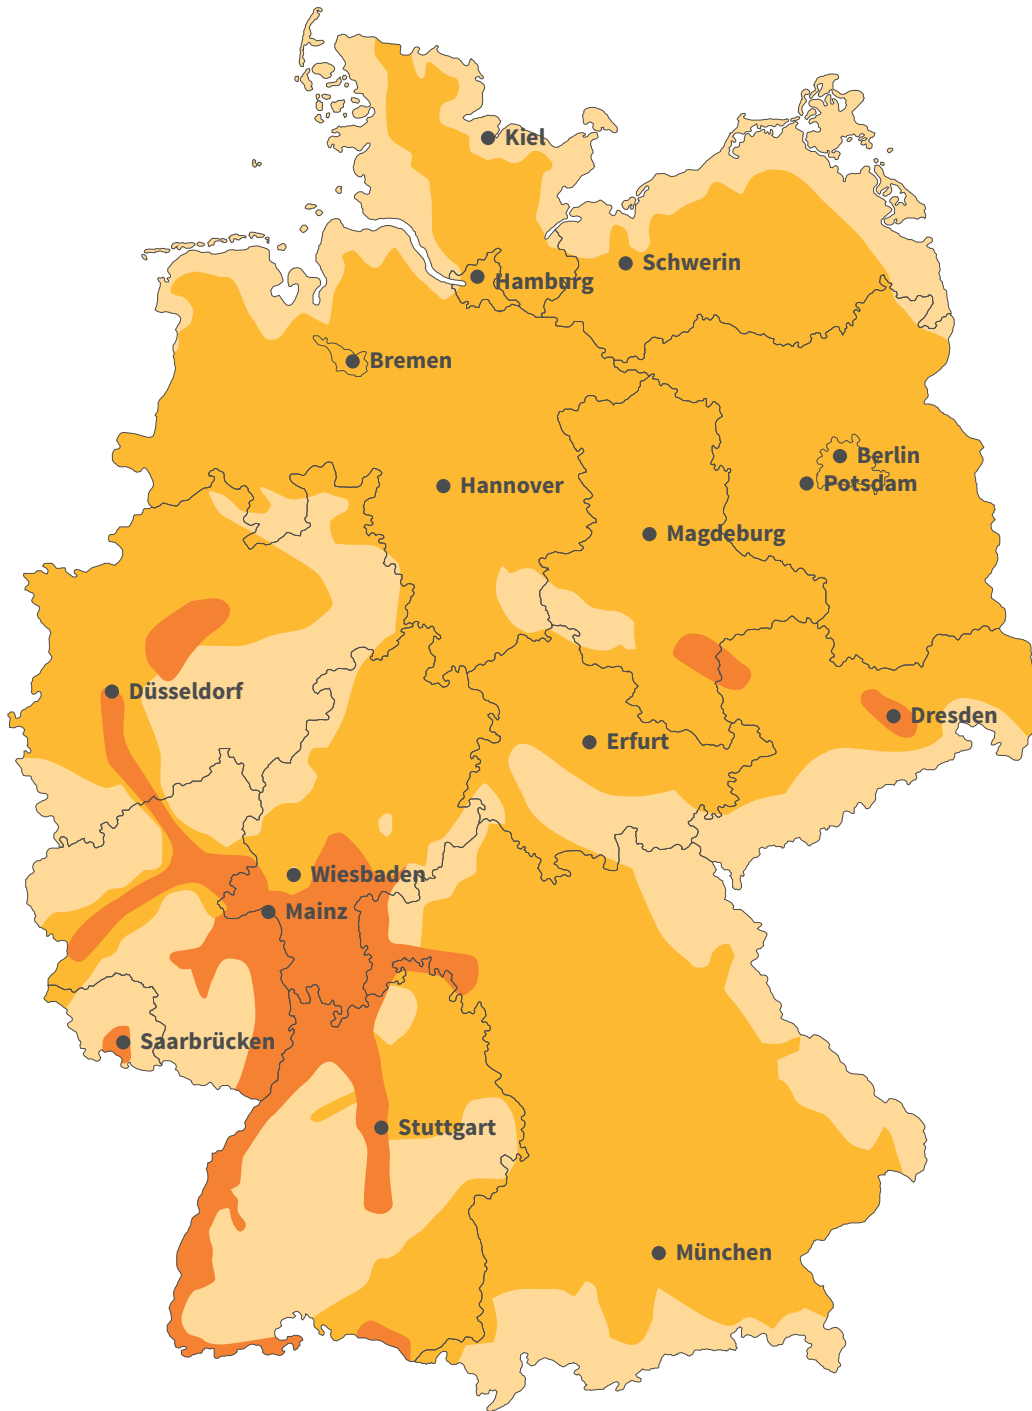 Kiel
Schwerin
Hamburg
Bremen
Berlin
Potsdam
Hannover
Magdeburg
Düsseldorf
Dresden
Erfurt
Wiesbaden
Mainz
Saarbrücken
Stuttgart
München